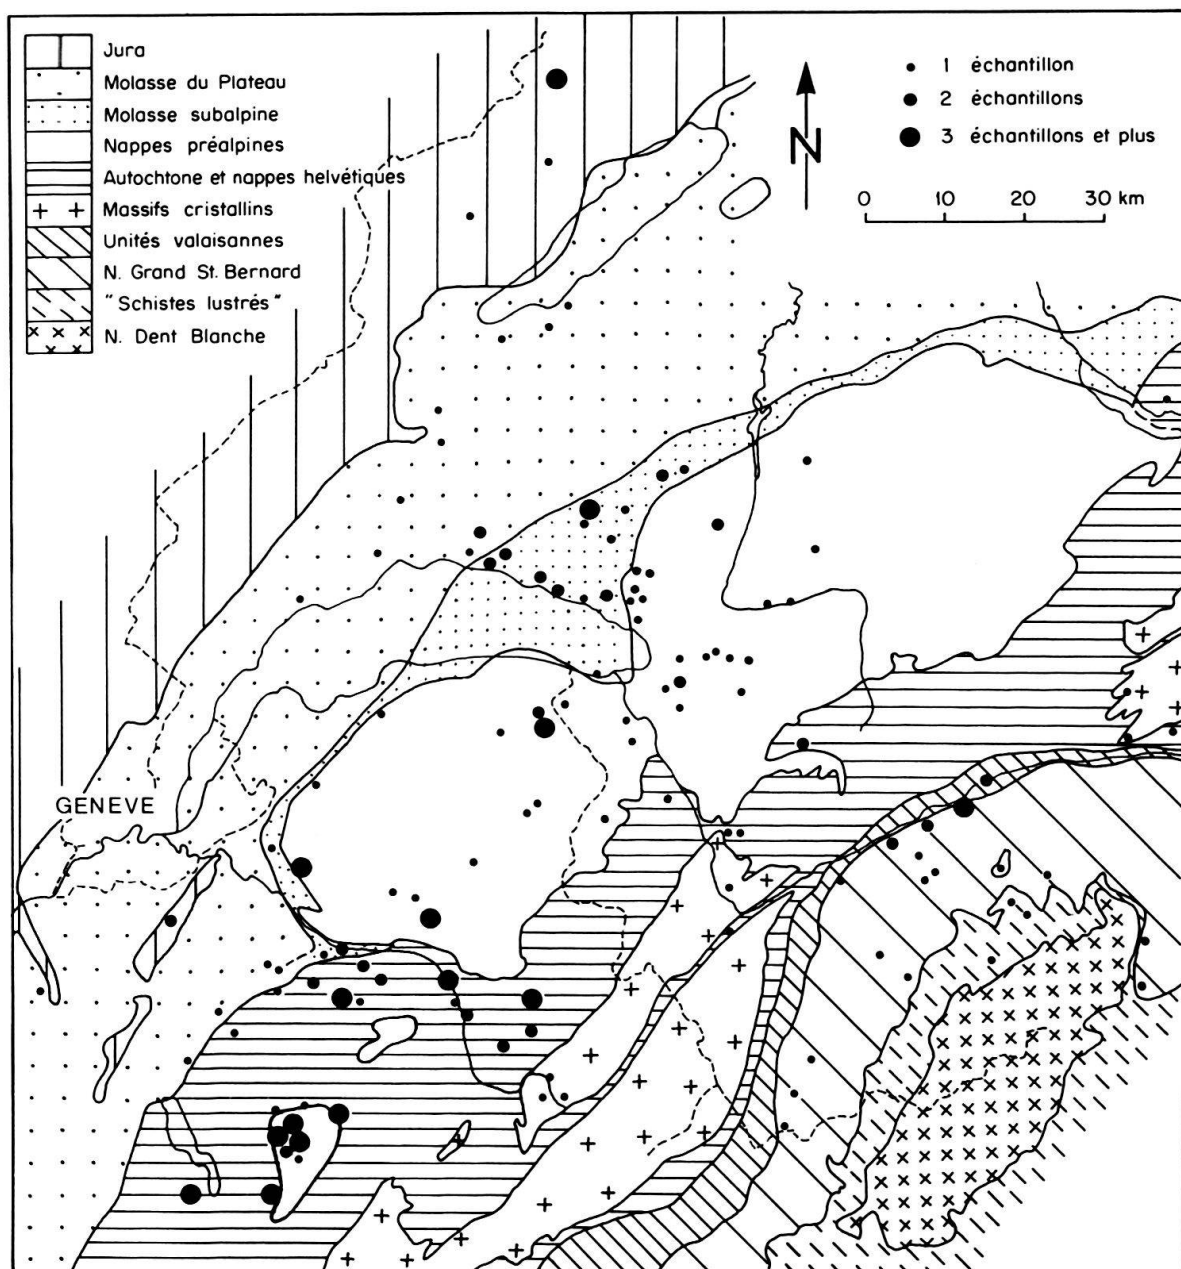 Jura
Molasse du Plateau
Molasse subalpine
Nappes préalpines
Autochtone et nappes helvétiques
Massifs cristallins
Unités valaisannes
N. Grand St. Bernard
"Schistes lustrés"
N. Dent Blanche
N
1 échantillon
2 échantillons
3 échantillons et plus
0 10 20 30 km
GENEVE